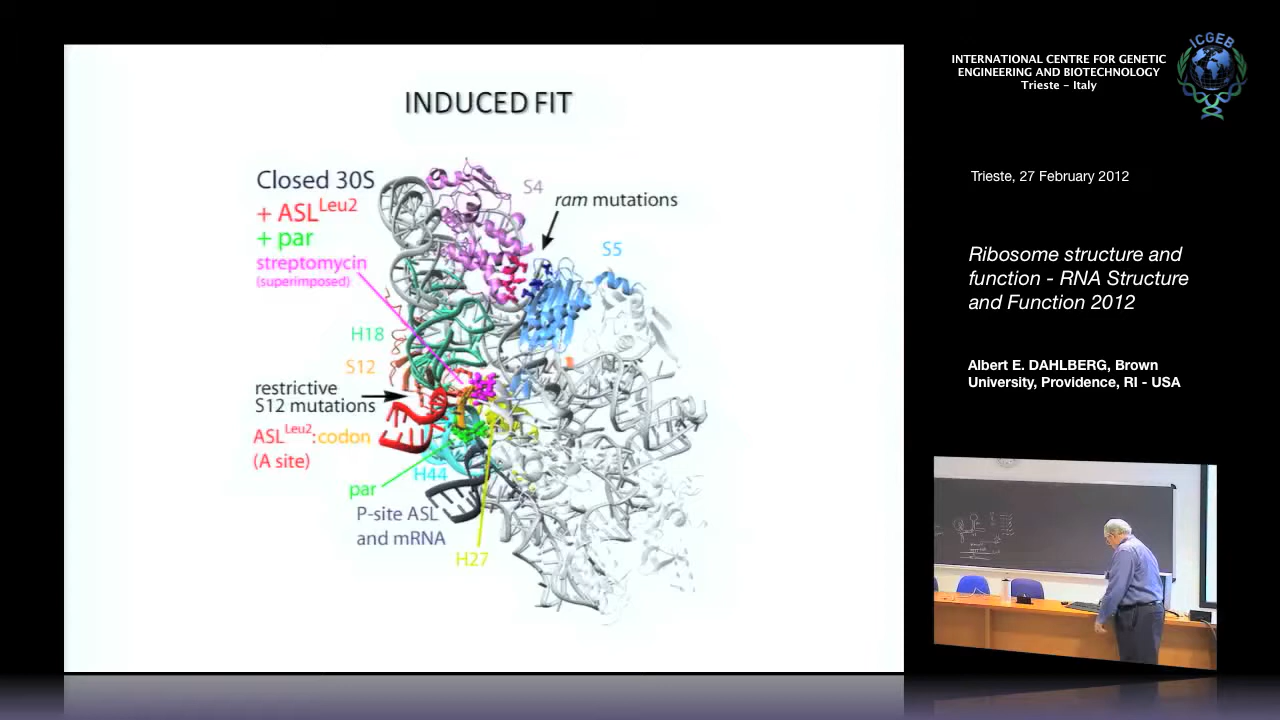 INDUCED FIT
Closed 30S
+ ASL^Leu2
+ par
streptomycin
(superimposed)
S4
ram mutations
S5
H18
S12
restrictive
S12 mutations
ASL^Leu2:codon
(A site)
H44
par
P-site ASL
and mRNA
H27
INTERNATIONAL CENTRE FOR GENETIC
ENGINEERING AND BIOTECHNOLOGY
Trieste – Italy
ICGEB
Trieste, 27 February 2012
Ribosome structure and
function - RNA Structure
and Function 2012
Albert E. DAHLBERG, Brown
University, Providence, RI - USA